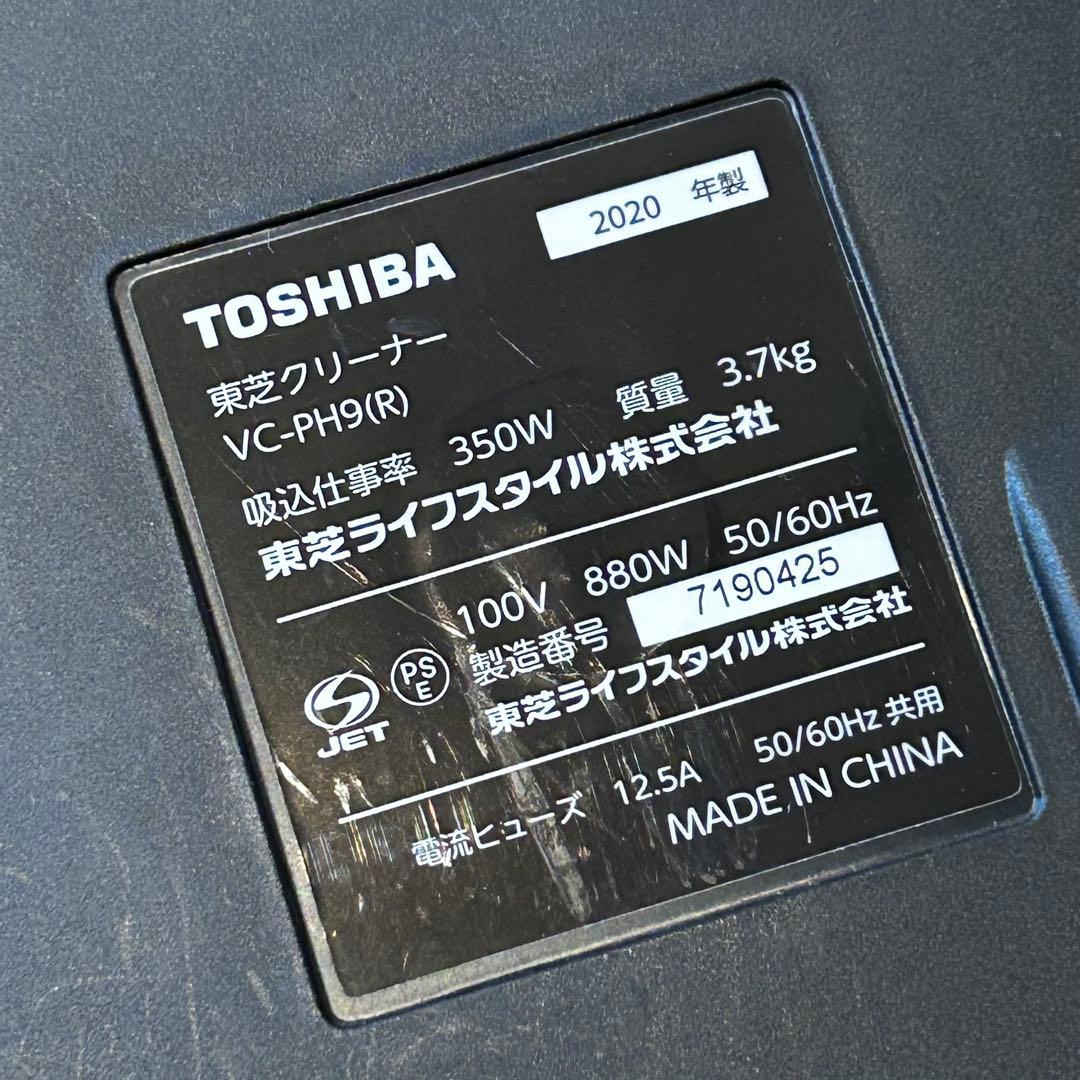 2020 年製
TOSHIBA
東芝クリーナー
VC-PH9(R)
吸込仕事率 350W 質量 3.7kg
東芝ライフスタイル株式会社
100V 880W 50/60Hz
製造番号 7190425
JET PSE 東芝ライフスタイル株式会社
電流ヒューズ 12.5A 50/60Hz 共用
MADE IN CHINA